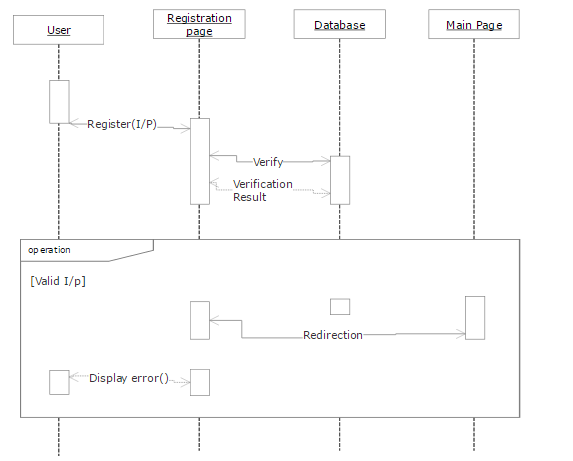 User
Registration
page
Database
Main Page
Register(I/P)
Verify
Verification
Result
operation
[Valid I/p]
Redirection
Display error()